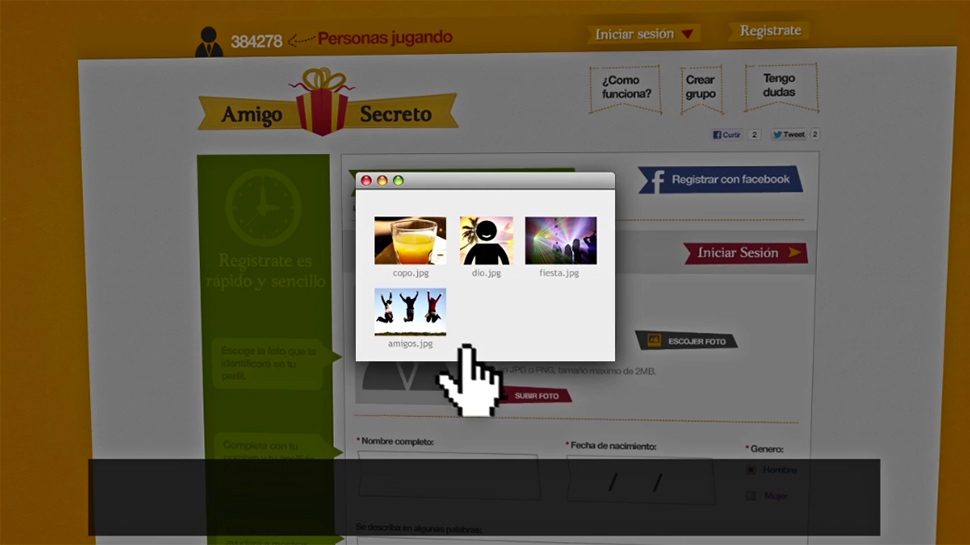 384278
Personas jugando
Iniciar sesión
Registrate
Amigo Secreto
¿Como
funciona?
Crear
grupo
Tengo
dudas
Curtir 2
Tweet 2
Registrar con facebook
Iniciar Sesión
Registrate es
rápido y sencillo
copo.jpg
dio.jpg
fiesta.jpg
amigos.jpg
ESCOJER FOTO
JPG o PNG, tamaño máximo de 2MB.
SUBIR FOTO
Escoge la foto que te
identificará en tu
perfil.
* Nombre completo:
* Fecha de nacimiento:
/ /
* Genero:
Hombre
Mujer
Completa con tu
Se describa en algunas palabras: